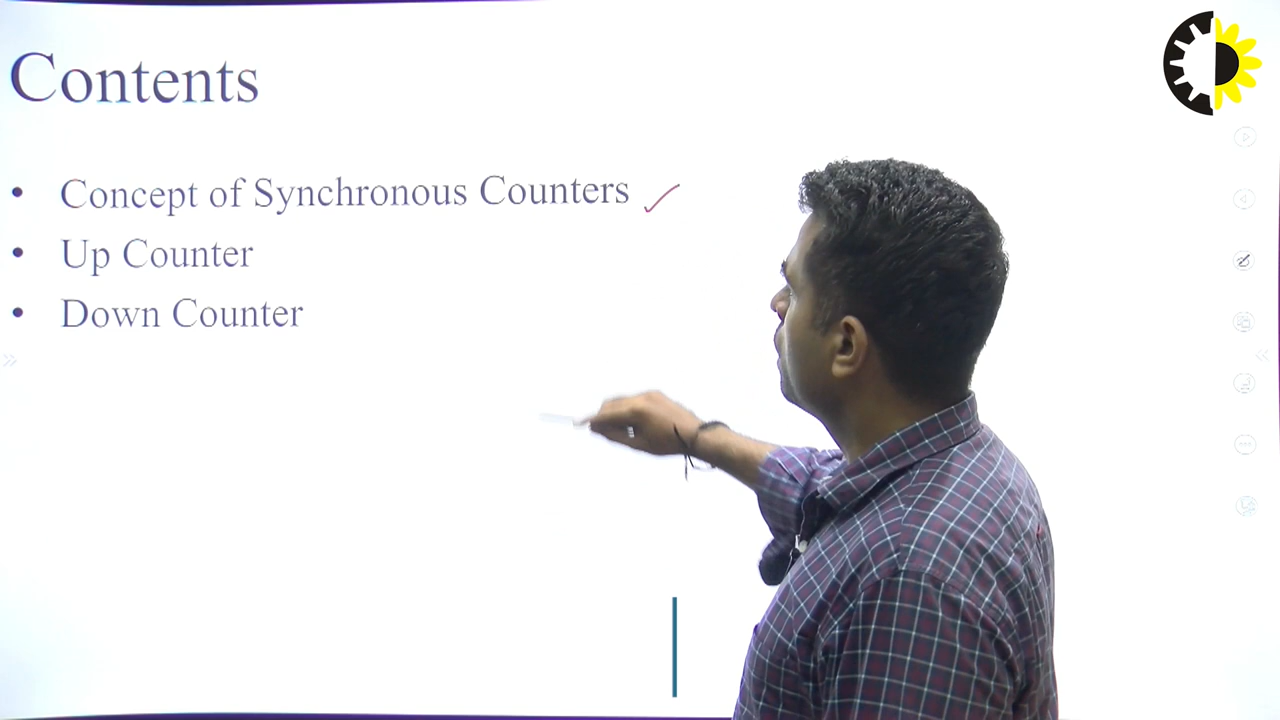 Contents
• Concept of Synchronous Counters
• Up Counter
• Down Counter